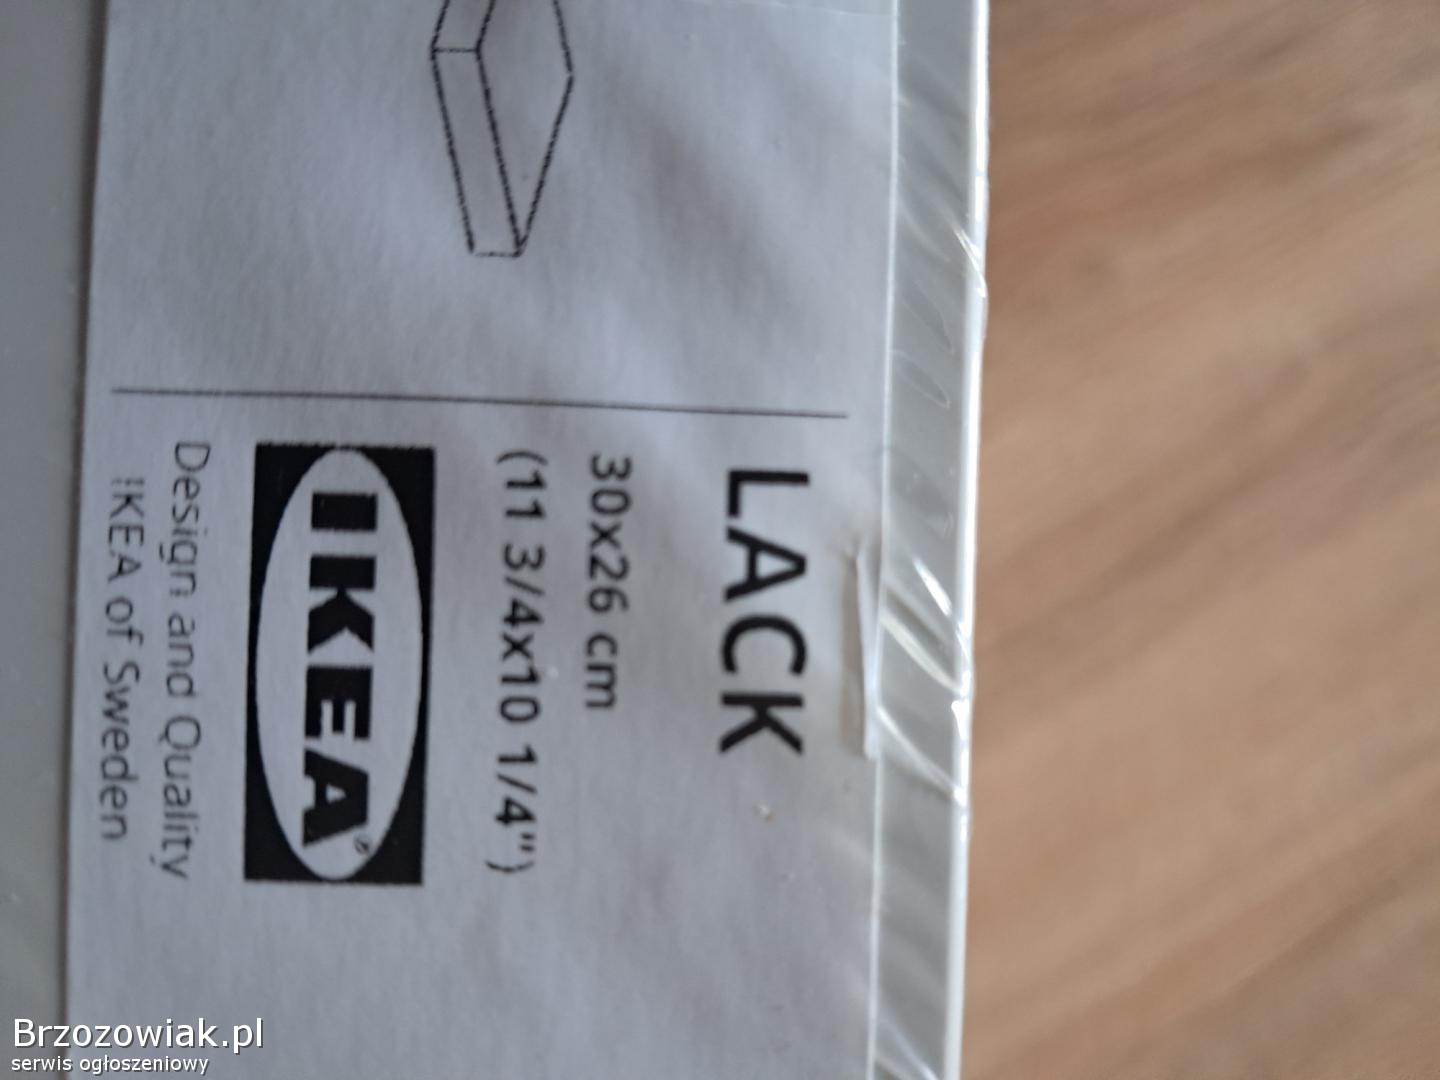 LACK
30x26 cm
(11 3/4x10 1/4")
IKEA®
Design and Quality
IKEA of Sweden
Brzozowiak.pl
serwis ogłoszeniowy